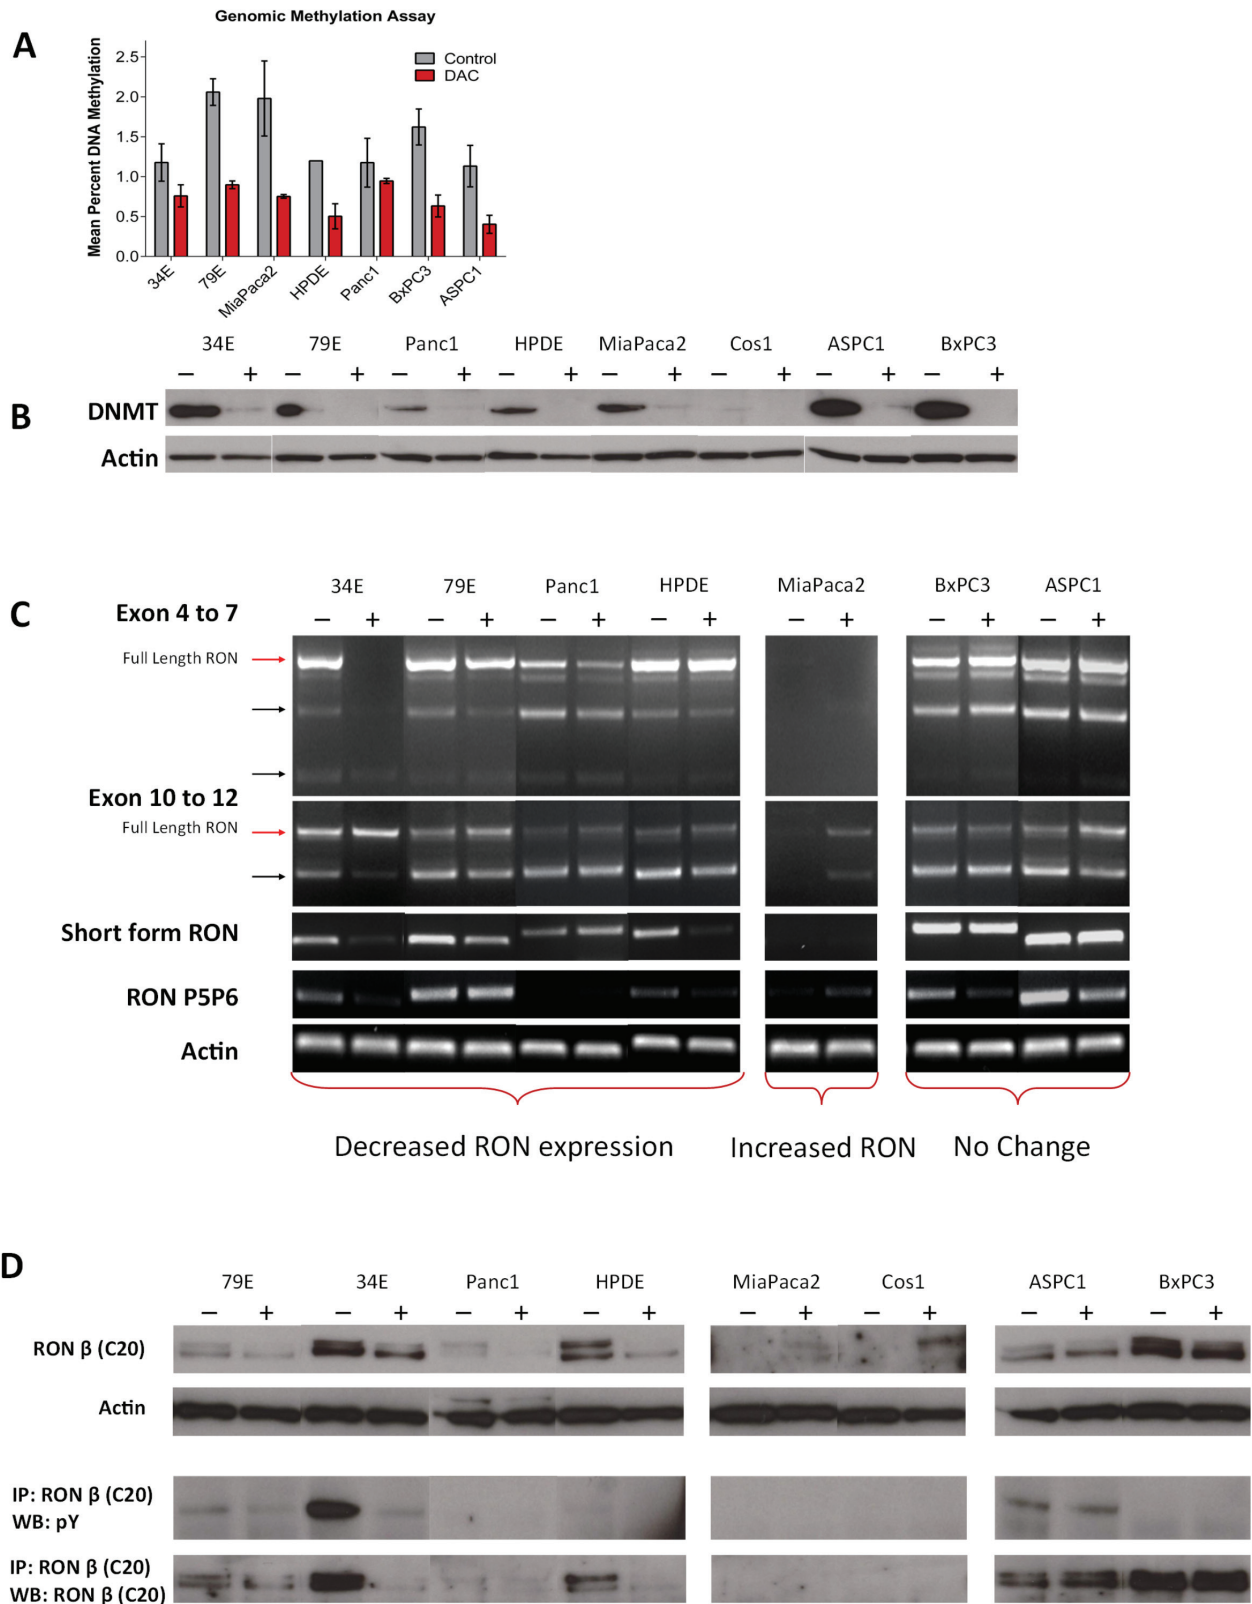 A
Genomic Methylation Assay
Mean Percent DNA Methylation
2.5
2.0
1.5
1.0
0.5
0.0
Control
DAC
34E 79E MiaPaca2 HPDE Panc1 BxPC3 ASPC1
B
34E 79E Panc1 HPDE MiaPaca2 Cos1 ASPC1 BxPC3
− + − + − + − + − + − + − + − +
DNMT
Actin
C
34E 79E Panc1 HPDE MiaPaca2 BxPC3 ASPC1
− + − + − + − + − + − + − +
Exon 4 to 7
Full Length RON
Exon 10 to 12
Full Length RON
Short form RON
RON P5P6
Actin
Decreased RON expression Increased RON No Change
D
79E 34E Panc1 HPDE MiaPaca2 Cos1 ASPC1 BxPC3
− + − + − + − + − + − + − + − +
RON β (C20)
Actin
IP: RON β (C20)
WB: pY
IP: RON β (C20)
WB: RON β (C20)